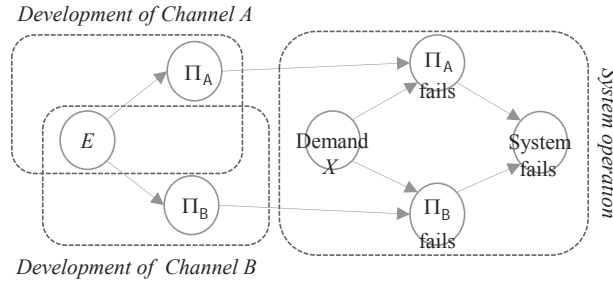 Development of Channel A
Π_A
E
Π_B
Development of Channel B
Demand
X
Π_A
fails
Π_B
fails
System
fails
System operation